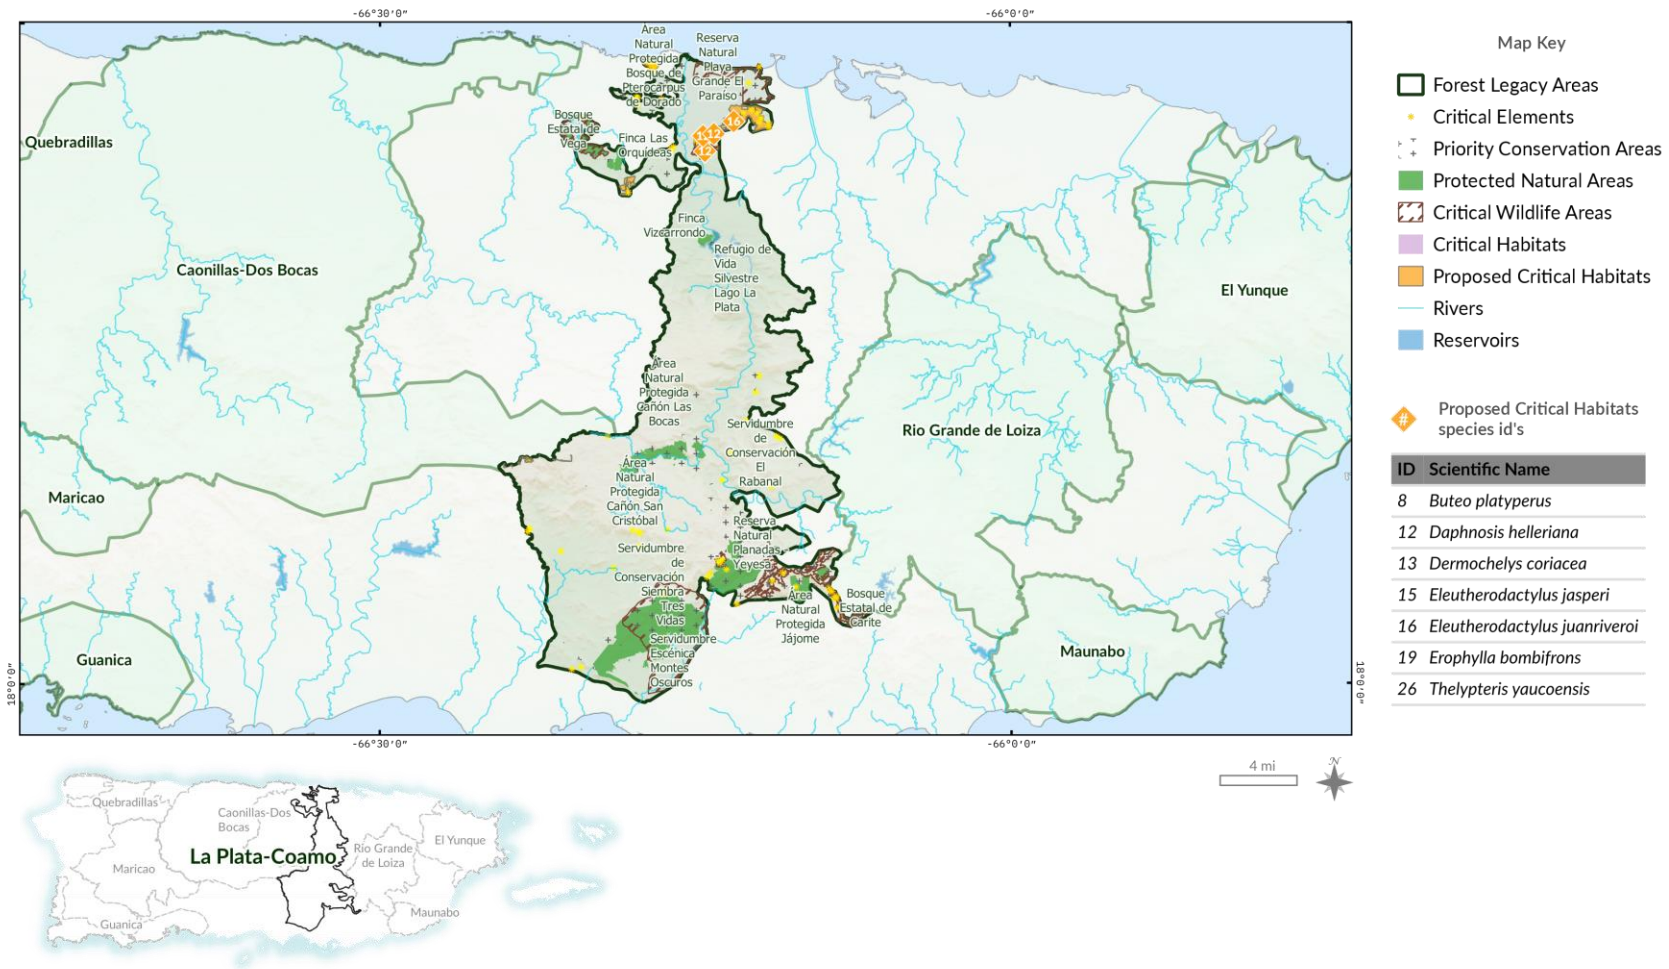 -66°30'0"
-66°0'0"
Área
Natural
Protegida
Bosque de
Pterocarpus
de Dorado
Reserva
Natural
Playa
Grande El
Paraíso
Bosque
Estatal de
Vega
Finca Las
Orquídeas
16
12
12
Quebradillas
Finca
Vizcarrondo
Refugio de
Vida
Silvestre
Lago La
Plata
Caonillas-Dos Bocas
El Yunque
Área
Natural
Protegida
Cañón Las
Bocas
Servidumbre
de
Conservación
El
Rabanal
Rio Grande de Loiza
Área
Natural
Protegida
Cañón San
Cristóbal
Maricao
Reserva
Natural
Planadas
Yeyesa
Servidumbre
de
Conservación
Siembra
Tres
Vidas
Servidumbre
Escénica
Montes
Oscuros
Área
Natural
Protegida
Jájome
Bosque
Estatal de
Carite
Guanica
Maunabo
18°0'0"
18°0'0"
-66°30'0"
-66°0'0"
Map Key
Forest Legacy Areas
Critical Elements
Priority Conservation Areas
Protected Natural Areas
Critical Wildlife Areas
Critical Habitats
Proposed Critical Habitats
Rivers
Reservoirs
#
Proposed Critical Habitats
species id's
ID Scientific Name
8 Buteo platyperus
12 Daphnosis helleriana
13 Dermochelys coriacea
15 Eleutherodactylus jasperi
16 Eleutherodactylus juanriveroi
19 Erophylla bombifrons
26 Thelypteris yaucoensis
4 mi
N
Quebradillas
Caonillas-Dos
Bocas
La Plata-Coamo
Rio Grande
de Loiza
El Yunque
Maricao
Guanica
Maunabo